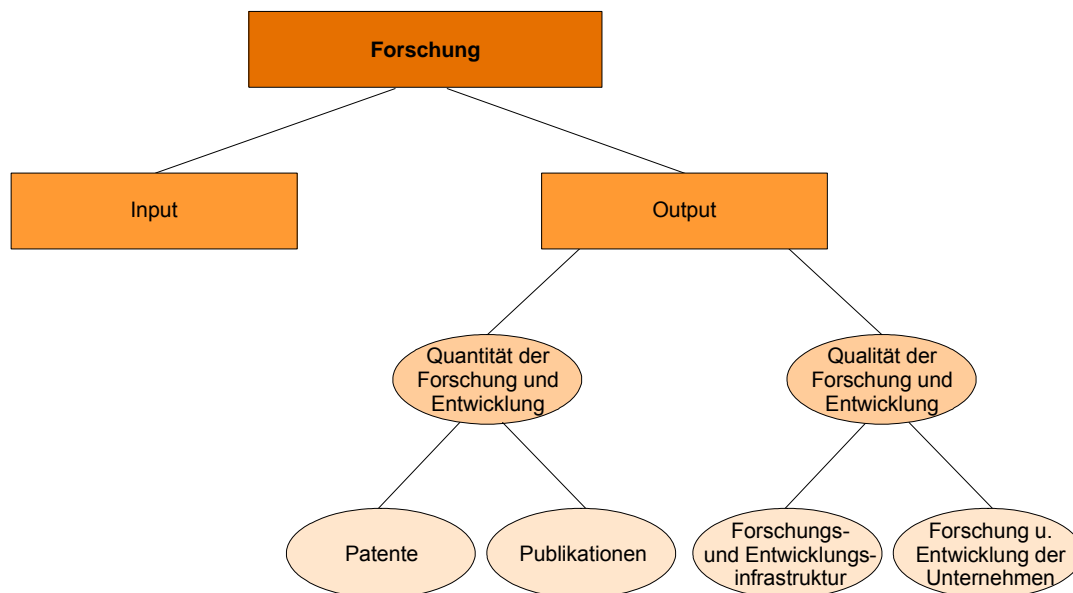 Forschung
Input
Output
Quantität der
Forschung und
Entwicklung
Qualität der
Forschung und
Entwicklung
Patente
Publikationen
Forschungs-
und Entwicklungs-
infrastruktur
Forschung u.
Entwicklung der
Unternehmen